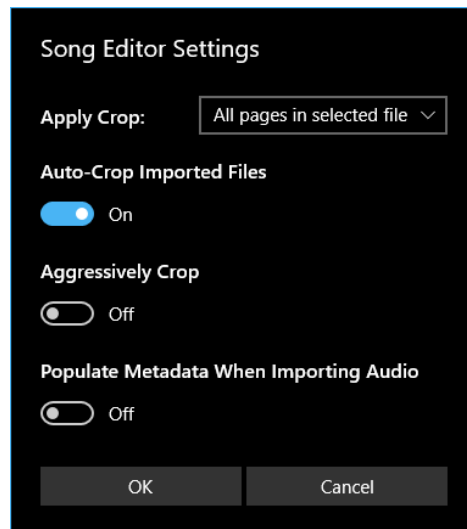 Song Editor Settings
Apply Crop: All pages in selected file
Auto-Crop Imported Files
On
Aggressively Crop
Off
Populate Metadata When Importing Audio
Off
OK Cancel